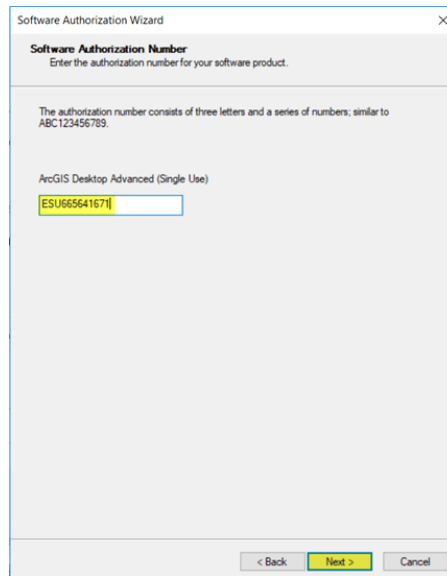 Software Authorization Wizard
Software Authorization Number
Enter the authorization number for your software product.
The authorization number consists of three letters and a series of numbers; similar to
ABC123456789.
ArcGIS Desktop Advanced (Single Use)
ESU665641671
< Back Next > Cancel